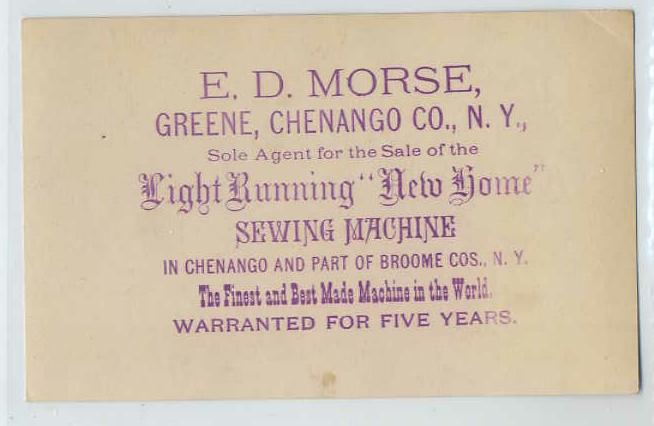 E. D. MORSE,
GREENE, CHENANGO CO., N. Y.,
Sole Agent for the Sale of the
Light Running "New Home"
SEWING MACHINE
IN CHENANGO AND PART OF BROOME COS., N. Y.
The Finest and Best Made Machine in the World.
WARRANTED FOR FIVE YEARS.